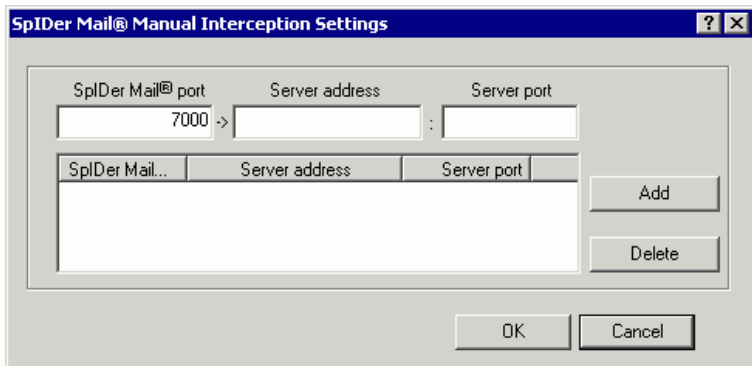 SpIDer Mail® Manual Interception Settings ? X
SpIDer Mail® port Server address Server port
7000 -> :
SpIDer Mail... Server address Server port
Add
Delete
OK Cancel